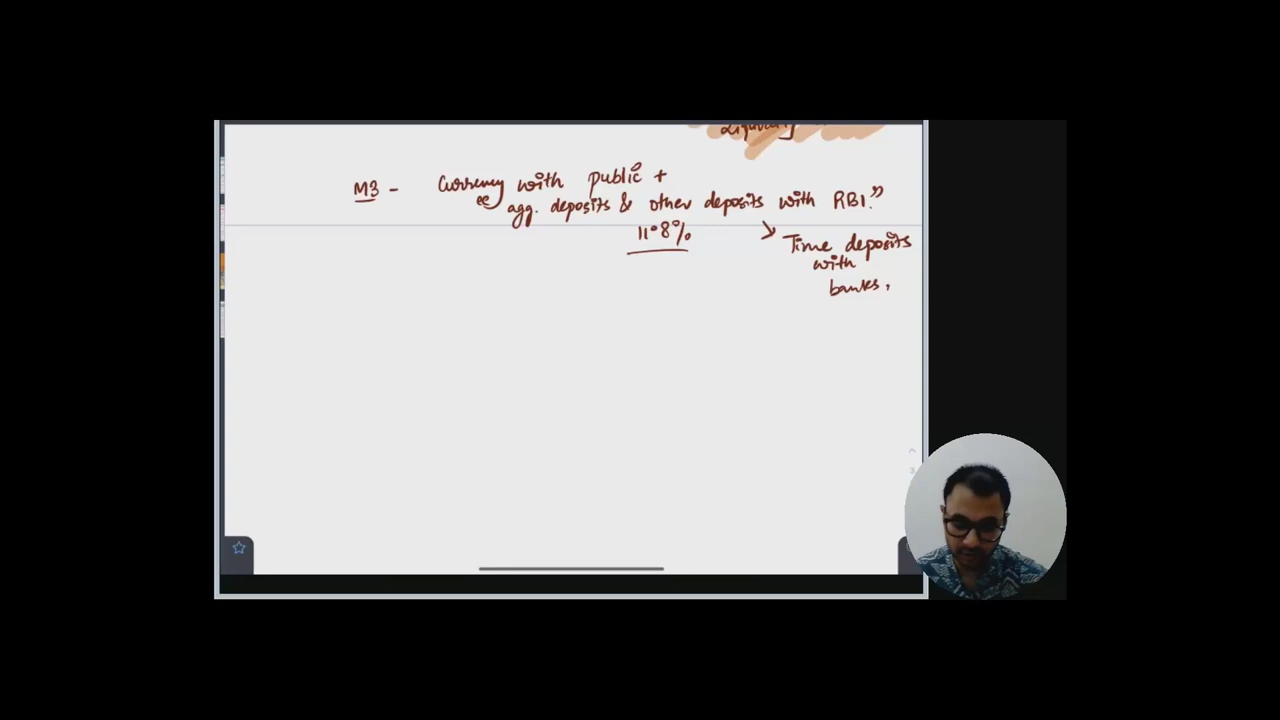 M3 - Currency with public +
agg. deposits & other deposits with RBI."
11.8%
Time deposits
with
banks.